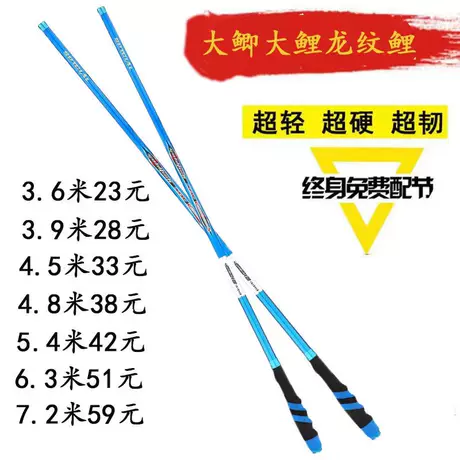 大鲫大鲤龙纹鲤
超轻 超硬 超韧
终身免费配节
3.6米23元
3.9米28元
4.5米33元
4.8米38元
5.4米42元
6.3米51元
7.2米59元